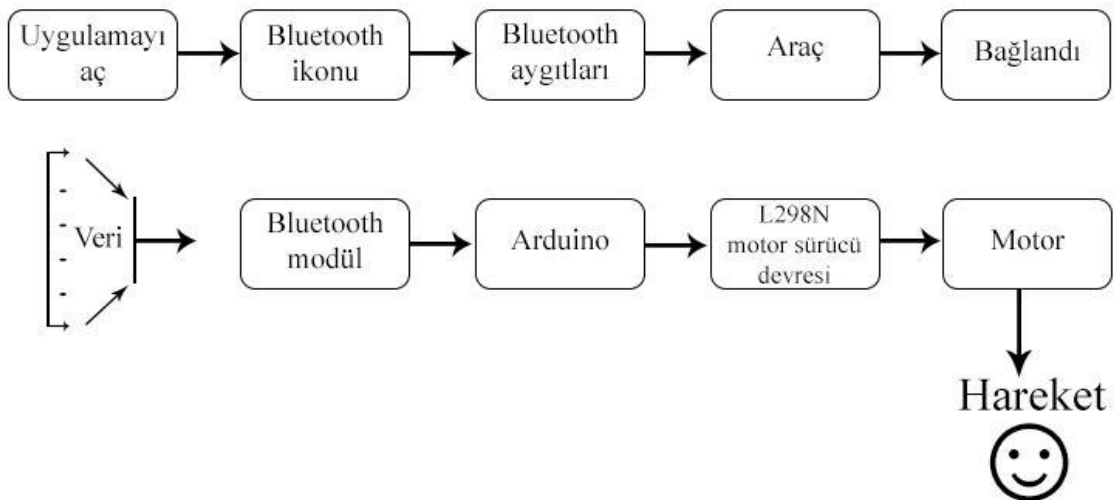 Uygulamayı
aç
Bluetooth
ikonu
Bluetooth
aygıtları
Araç
Bağlandı
Veri
Bluetooth
modül
Arduino
L298N
motor sürücü
devresi
Motor
Hareket